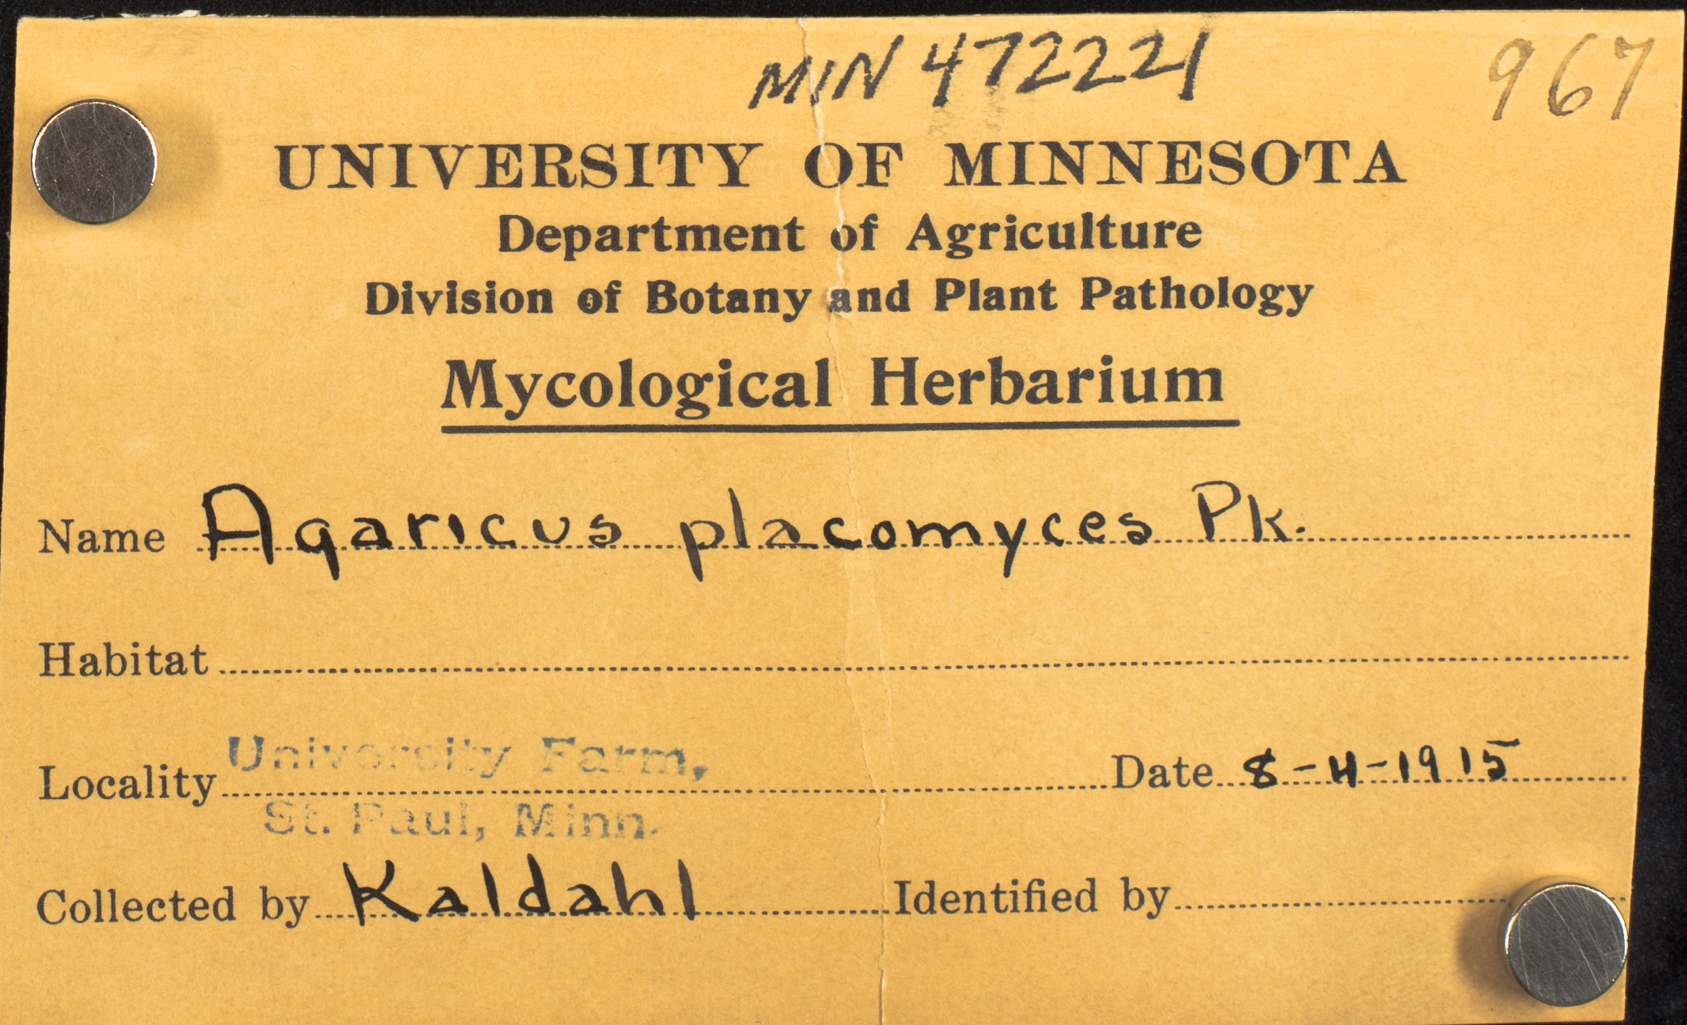 MIN 472221
967
UNIVERSITY OF MINNESOTA
Department of Agriculture
Division of Botany and Plant Pathology
Mycological Herbarium
Name Agaricus placomyces Pk.
Habitat
Locality University Farm, Date 8-4-1915
St. Paul, Minn.
Collected by Kaldahl Identified by